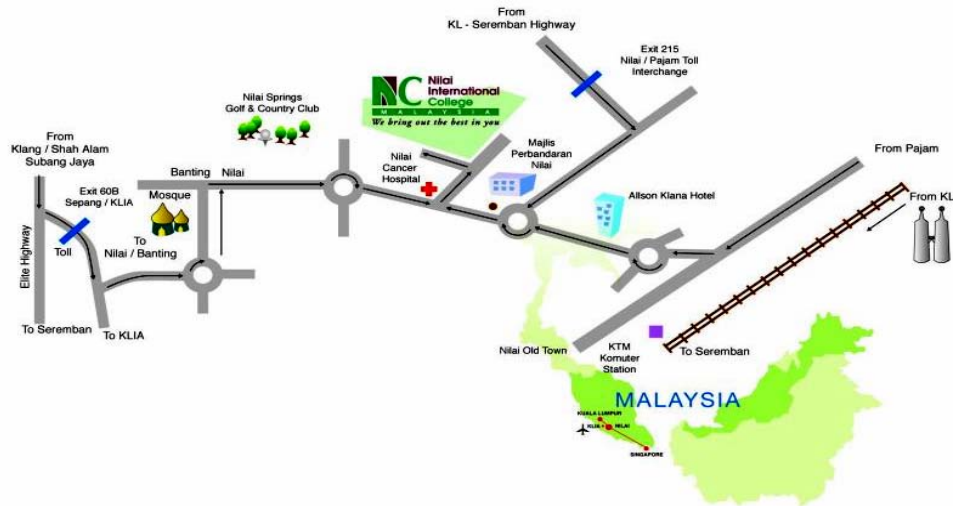 From
KL - Seremban Highway
Exit 215
Nilai / Pajam Toll
Interchange
NC Nilai
International
College
MALAYSIA
We bring out the best in you
Nilai Springs
Golf & Country Club
From
Klang / Shah Alam
Subang Jaya
Exit 60B
Sepang / KLIA
Banting
Nilai
Mosque
Nilai
Cancer
Hospital
Majlis
Perbandaran
Nilai
From Pajam
Allson Klana Hotel
From KL
Toll
To
Nilai / Banting
Elite Highway
To Seremban
To KLIA
Nilai Old Town
KTM
Komuter
Station
To Seremban
MALAYSIA
KUALA LUMPUR
KLIA
NILAI
SINGAPORE